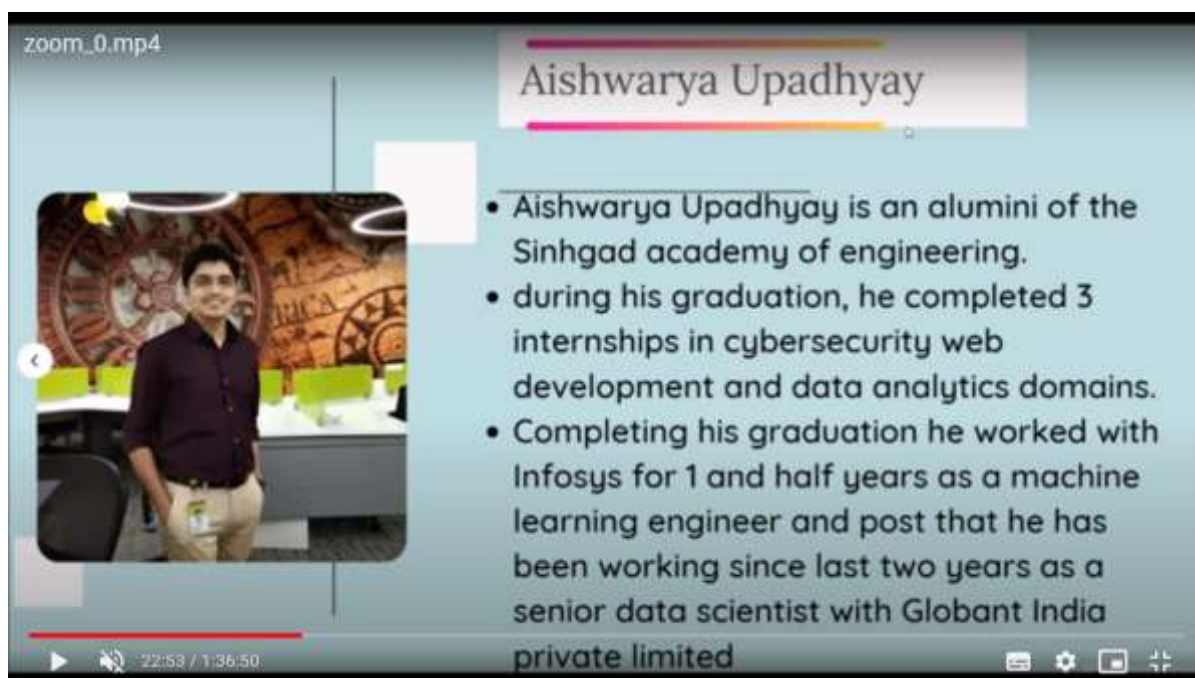 zoom_0.mp4
Aishwarya Upadhyay
• Aishwarya Upadhyay is an alumini of the
Sinhgad academy of engineering.
• during his graduation, he completed 3
internships in cybersecurity web
development and data analytics domains.
• Completing his graduation he worked with
Infosys for 1 and half years as a machine
learning engineer and post that he has
been working since last two years as a
senior data scientist with Globant India
private limited
RICA
22:53 / 1:36:50